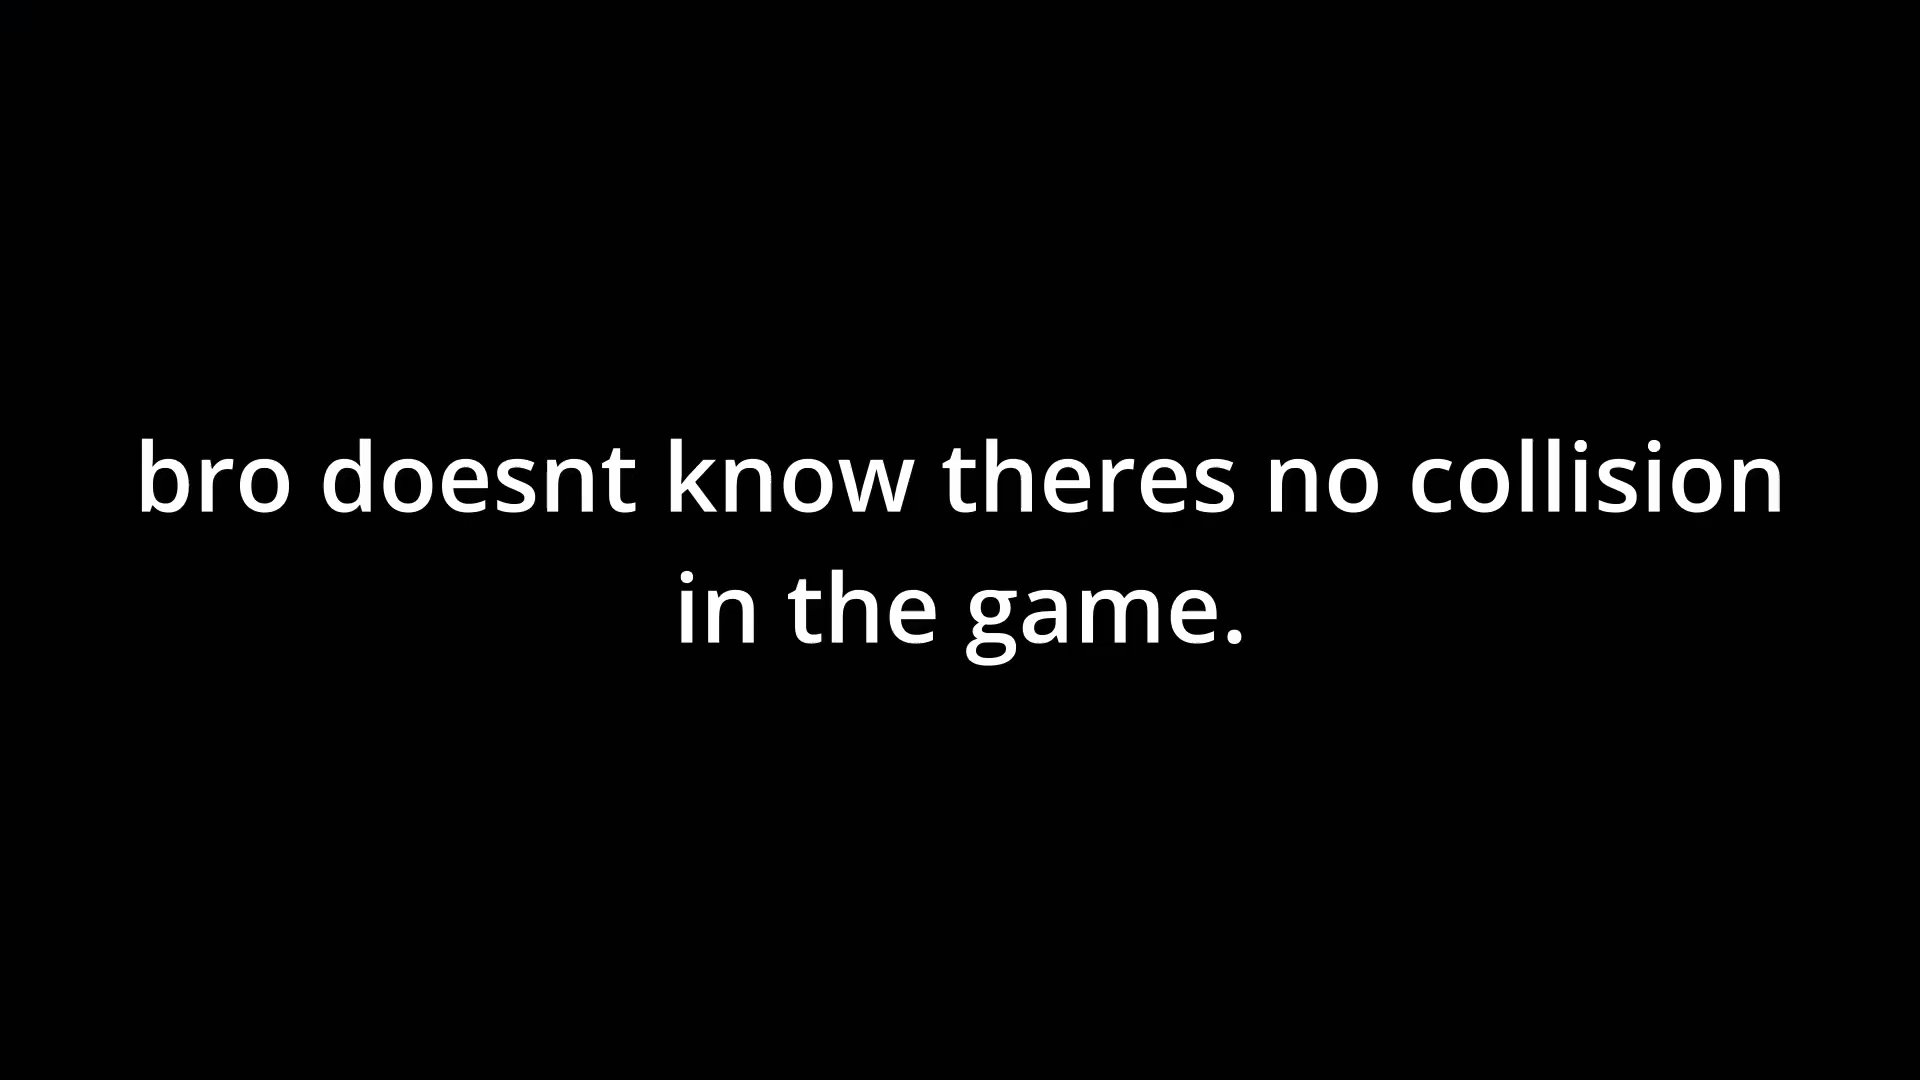 bro doesnt know theres no collision
in the game.